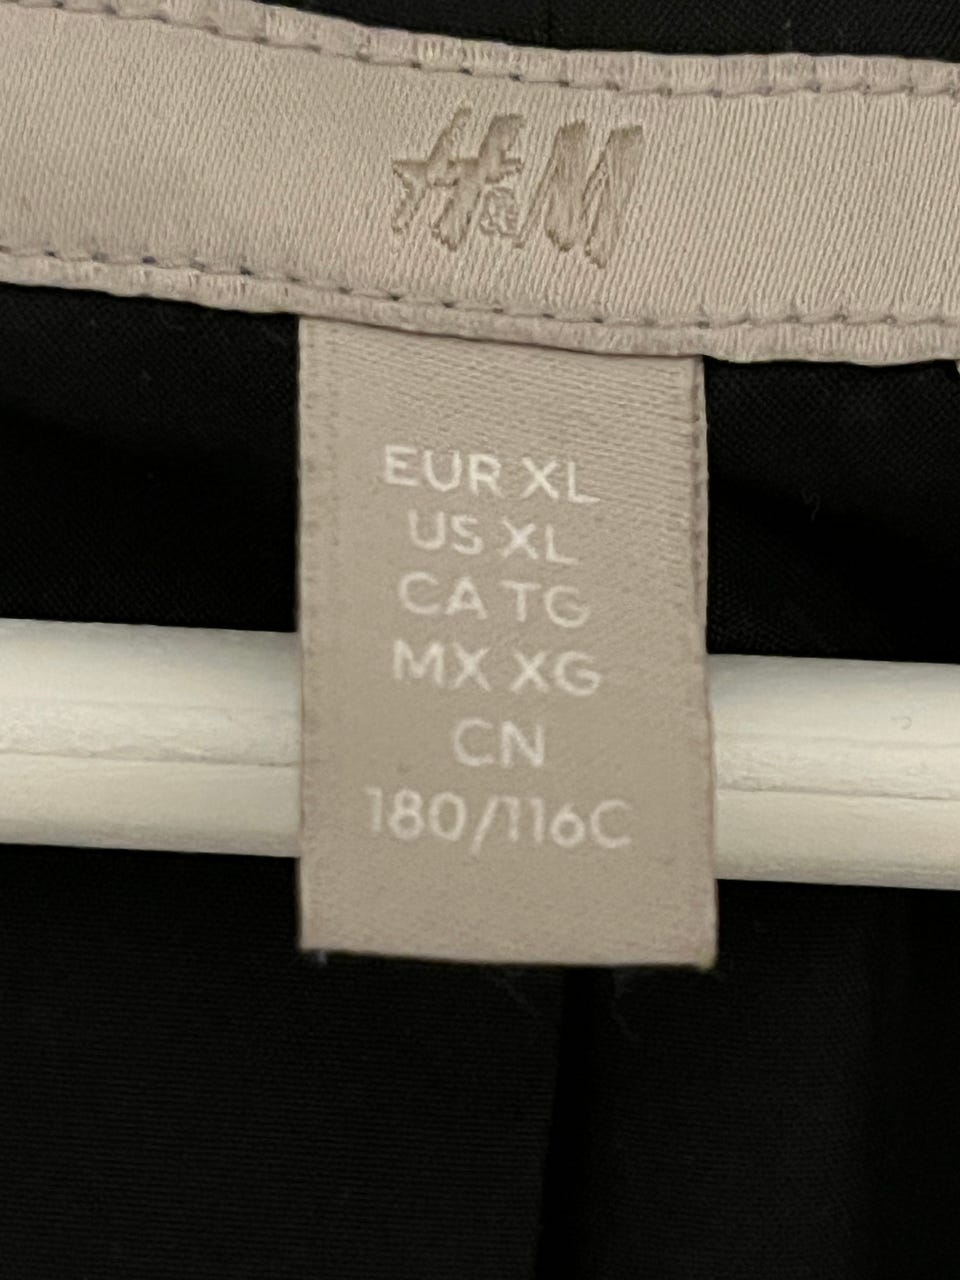 H&M
EUR XL
US XL
CA TG
MX XG
CN
180/116C